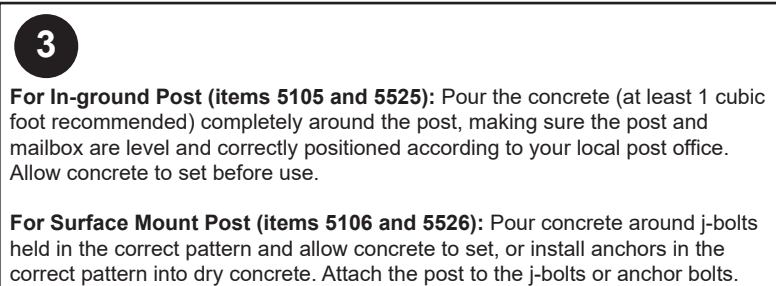 3
For In-ground Post (items 5105 and 5525): Pour the concrete (at least 1 cubic
foot recommended) completely around the post, making sure the post and
mailbox are level and correctly positioned according to your local post office.
Allow concrete to set before use.
For Surface Mount Post (items 5106 and 5526): Pour concrete around j-bolts
held in the correct pattern and allow concrete to set, or install anchors in the
correct pattern into dry concrete. Attach the post to the j-bolts or anchor bolts.